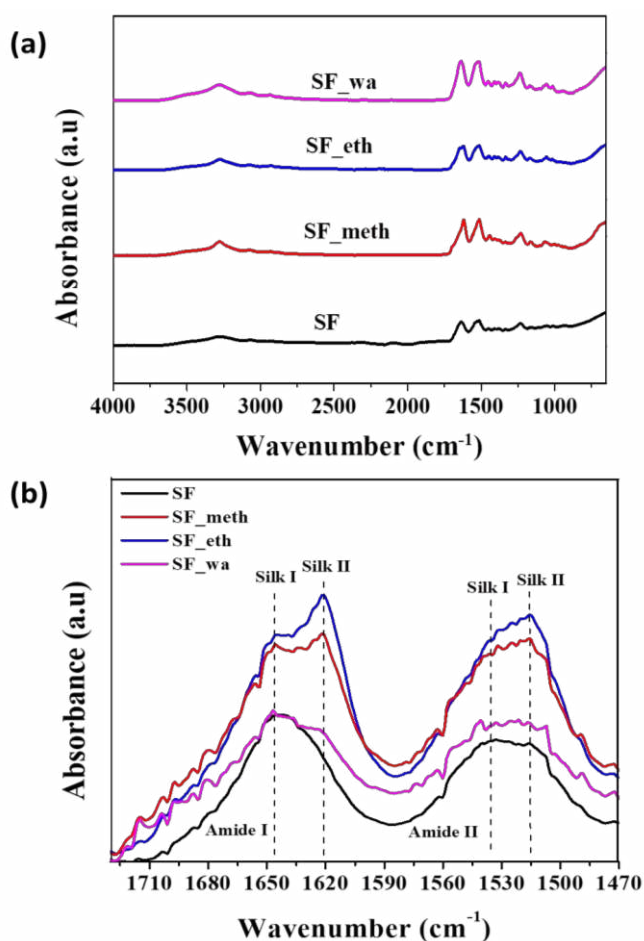 (a)
SF_wa
SF_eth
SF_meth
SF
Absorbance (a.u)
4000 3500 3000 2500 2000 1500 1000
Wavenumber (cm-1)
(b)
SF
SF_meth
SF_eth
SF_wa
Silk I Silk II Silk I Silk II
Amide I Amide II
Absorbance (a.u)
1710 1680 1650 1620 1590 1560 1530 1500 1470
Wavenumber (cm-1)